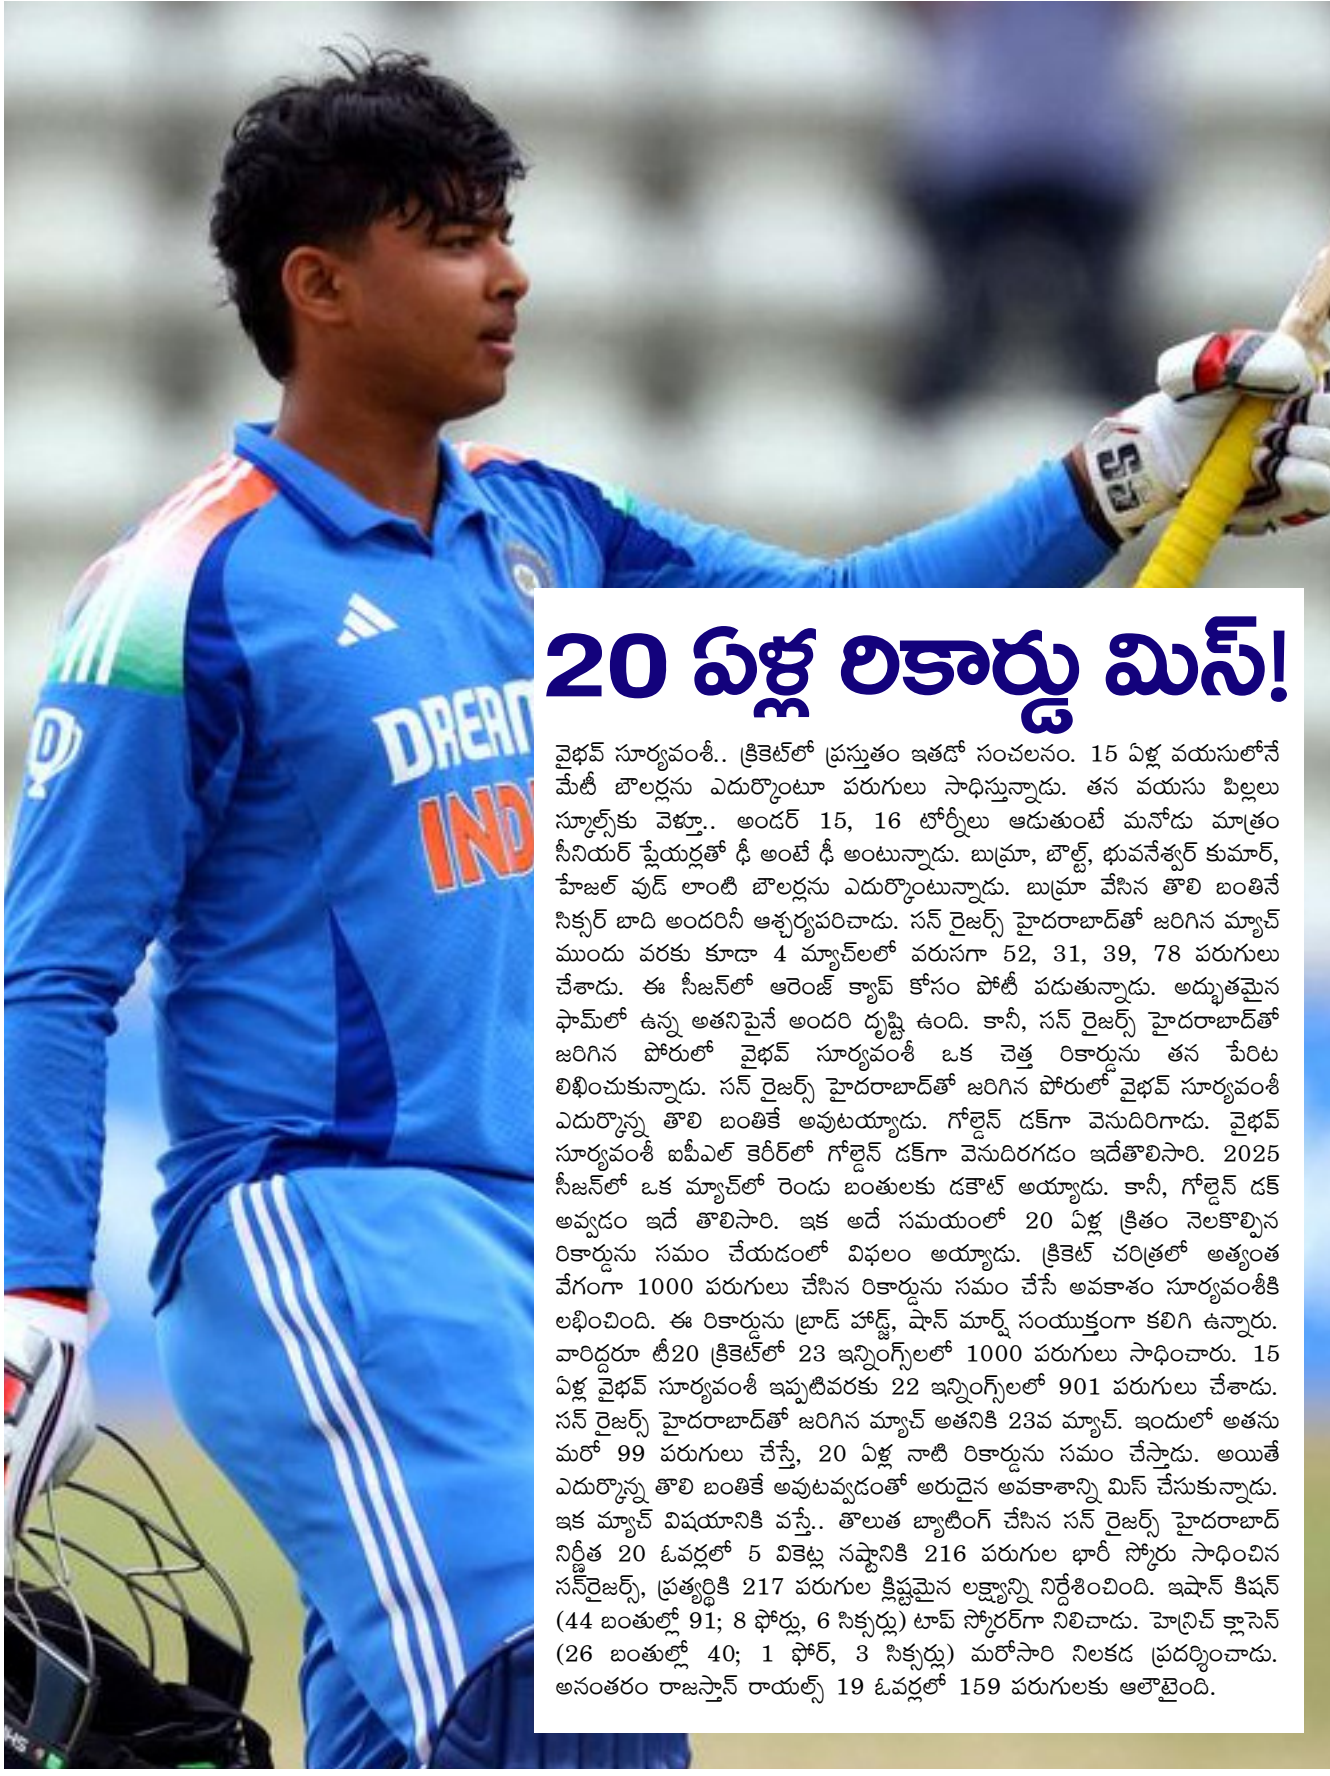 DREAM
IND
D
SG
20 ఏళ్ల రికార్డు మిస్!
వైభవ్ సూర్యవంశీ.. క్రికెట్‌లో ప్రస్తుతం ఇతడో సంచలనం. 15 ఏళ్ల వయసులోనే
మేటీ బౌలర్లను ఎదుర్కొంటూ పరుగులు సాధిస్తున్నాడు. తన వయసు పిల్లలు
స్కూల్స్‌కు వెళ్తూ.. అండర్ 15, 16 టోర్నీలు ఆడుతుంటే మనోడు మాత్రం
సీనియర్ ప్లేయర్లతో ఢీ అంటే ఢీ అంటున్నాడు. బుమ్రా, బౌల్ట్, భువనేశ్వర్ కుమార్,
హేజల్ వుడ్ లాంటి బౌలర్లను ఎదుర్కొంటున్నాడు. బుమ్రా వేసిన తొలి బంతినే
సిక్సర్ బాది అందరినీ ఆశ్చర్యపరిచాడు. సన్ రైజర్స్ హైదరాబాద్‌తో జరిగిన మ్యాచ్
ముందు వరకు కూడా 4 మ్యాచ్‌లలో వరుసగా 52, 31, 39, 78 పరుగులు
చేశాడు. ఈ సీజన్‌లో ఆరెంజ్ క్యాప్ కోసం పోటీ పడుతున్నాడు. అద్భుతమైన
ఫామ్‌లో ఉన్న అతనిపైనే అందరి దృష్టి ఉంది. కానీ, సన్ రైజర్స్ హైదరాబాద్‌తో
జరిగిన పోరులో వైభవ్ సూర్యవంశీ ఒక చెత్త రికార్డును తన పేరిట
లిఖించుకున్నాడు. సన్ రైజర్స్ హైదరాబాద్‌తో జరిగిన పోరులో వైభవ్ సూర్యవంశీ
ఎదుర్కొన్న తొలి బంతికే అవుటయ్యాడు. గోల్డెన్ డక్‌గా వెనుదిరిగాడు. వైభవ్
సూర్యవంశీ ఐపీఎల్ కెరీర్‌లో గోల్డెన్ డక్‌గా వెనుదిరగడం ఇదేతొలిసారి. 2025
సీజన్‌లో ఒక మ్యాచ్‌లో రెండు బంతులకు డకౌట్ అయ్యాడు. కానీ, గోల్డెన్ డక్
అవ్వడం ఇదే తొలిసారి. ఇక అదే సమయంలో 20 ఏళ్ల క్రితం నెలకొల్పిన
రికార్డును సమం చేయడంలో విఫలం అయ్యాడు. క్రికెట్ చరిత్రలో అత్యంత
వేగంగా 1000 పరుగులు చేసిన రికార్డును సమం చేసే అవకాశం సూర్యవంశీకి
లభించింది. ఈ రికార్డును బ్రాడ్ హాడ్జ్, షాన్ మార్ష్ సంయుక్తంగా కలిగి ఉన్నారు.
వారిద్దరూ టీ20 క్రికెట్‌లో 23 ఇన్నింగ్స్‌లలో 1000 పరుగులు సాధించారు. 15
ఏళ్ల వైభవ్ సూర్యవంశీ ఇప్పటివరకు 22 ఇన్నింగ్స్‌లలో 901 పరుగులు చేశాడు.
సన్ రైజర్స్ హైదరాబాద్‌తో జరిగిన మ్యాచ్ అతనికి 23వ మ్యాచ్. ఇందులో అతను
మరో 99 పరుగులు చేస్తే, 20 ఏళ్ల నాటి రికార్డును సమం చేస్తాడు. అయితే
ఎదుర్కొన్న తొలి బంతికే అవుటవ్వడంతో అరుదైన అవకాశాన్ని మిస్ చేసుకున్నాడు.
ఇక మ్యాచ్ విషయానికి వస్తే.. తొలుత బ్యాటింగ్ చేసిన సన్ రైజర్స్ హైదరాబాద్
నిర్ణీత 20 ఓవర్లలో 5 వికెట్ల నష్టానికి 216 పరుగుల భారీ స్కోరు సాధించిన
సన్‌రైజర్స్, ప్రత్యర్థికి 217 పరుగుల క్లిష్టమైన లక్ష్యాన్ని నిర్దేశించింది. ఇషాన్ కిషన్
(44 బంతుల్లో 91; 8 ఫోర్లు, 6 సిక్సర్లు) టాప్ స్కోరర్‌గా నిలిచాడు. హెన్రిచ్ క్లాసెన్
(26 బంతుల్లో 40; 1 ఫోర్, 3 సిక్సర్లు) మరోసారి నిలకడ ప్రదర్శించాడు.
అనంతరం రాజస్తాన్ రాయల్స్ 19 ఓవర్లలో 159 పరుగులకు ఆలౌటైంది.